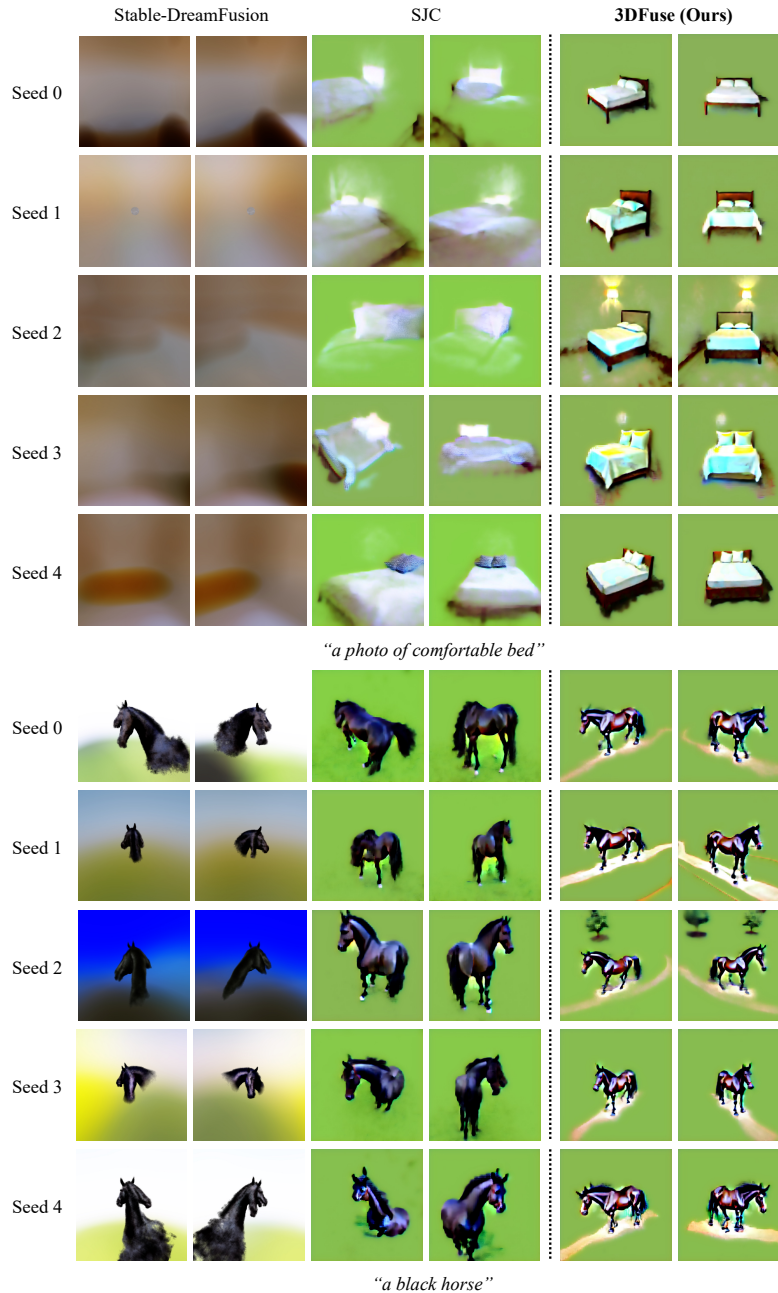 Stable-DreamFusion SJC 3DFuse (Ours)
Seed 0
Seed 1
Seed 2
Seed 3
Seed 4
“a photo of comfortable bed”
Seed 0
Seed 1
Seed 2
Seed 3
Seed 4
“a black horse”